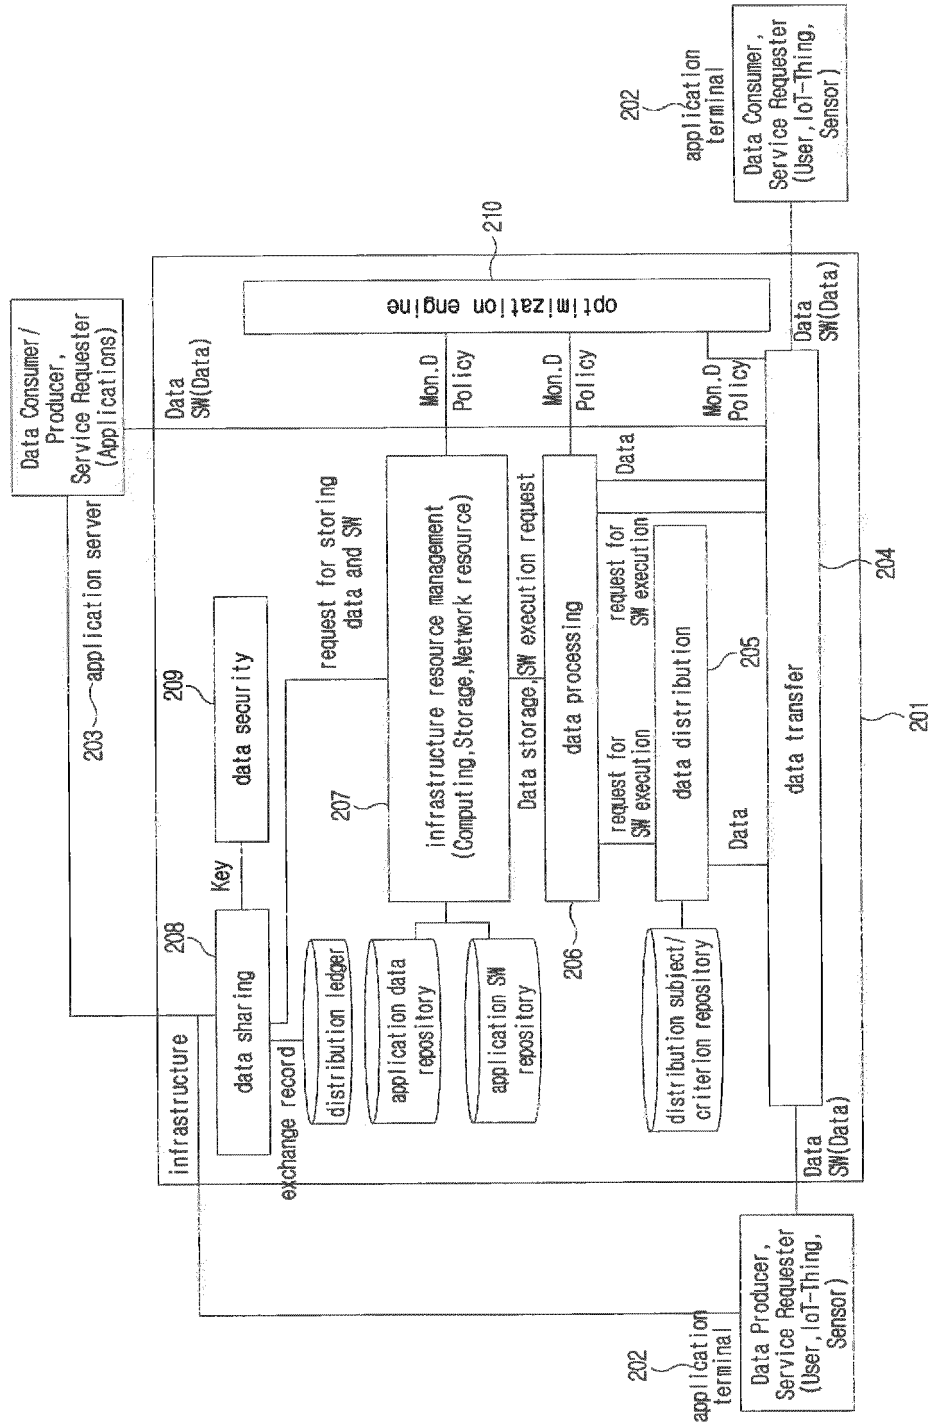 203
application server
Data Consumer/
Producer,
Service Requester
(Applications)
infrastructure
208
data sharing
Key
209
data security
Data
SW(Data)
exchange record
distribution ledger
request for storing
data and SW
application data
repository
application SW
repository
207
infrastructure resource management
(Computing,Storage,Network resource)
Mon.D
Policy
optimization engine
210
Data storage,SW execution request
206
data processing
Mon.D
Policy
request for
SW execution
request for
SW execution
Data
distribution subject/
criterion repository
data distribution
205
Data
Mon.D
Policy
data transfer
204
201
Data
SW(Data)
Data
SW(Data)
202
application
terminal
Data Producer,
Service Requester
(User,IoT-Thing,
Sensor)
202
application
terminal
Data Consumer,
Service Requester
(User,IoT-Thing,
Sensor)